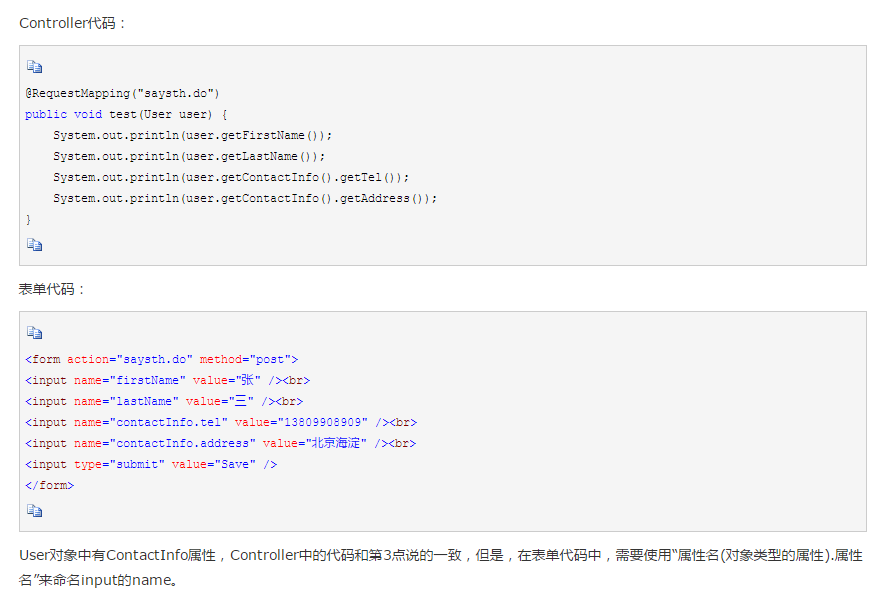 Controller代码：
@RequestMapping("saysth.do")
public void test(User user) {
    System.out.println(user.getFirstName());
    System.out.println(user.getLastName());
    System.out.println(user.getContactInfo().getTel());
    System.out.println(user.getContactInfo().getAddress());
}
表单代码：
<form action="saysth.do" method="post">
<input name="firstName" value="张" /><br>
<input name="lastName" value="三" /><br>
<input name="contactInfo.tel" value="13809908909" /><br>
<input name="contactInfo.address" value="北京海淀" /><br>
<input type="submit" value="Save" />
</form>
User对象中有ContactInfo属性，Controller中的代码和第3点说的一致，但是，在表单代码中，需要使用“属性名(对象类型的属性).属性
名”来命名input的name。